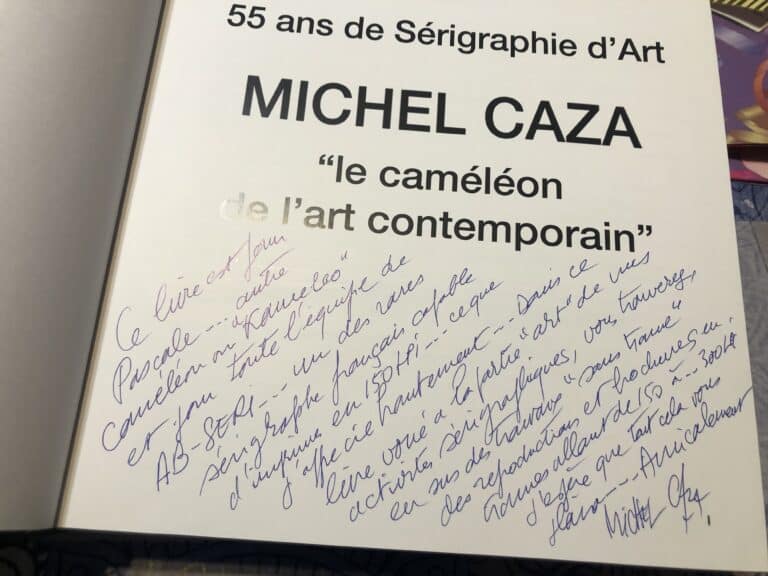 55 ans de Sérigraphie d'Art
MICHEL CAZA
"le caméléon
de l'art contemporain"
Ce livre est pour
Pascale ... autre
caméléon ou "Kameleo"
et pour toute l'équipe de
AB-SERI ... un des rares
sérigraphe français capable
d'imprimer en 150 LPI ... ce que
j'apprécie hautement ... Dans ce
livre voué à la partie "art" de mes
activités sérigraphiques, vous trouverez,
en sus des travaux "sans trame"
des reproductions et brochures en
trames allant de 150 à ... 300 LPI
J'espère que tout cela vous
plaira ... Amicalement
MICHEL CAZA